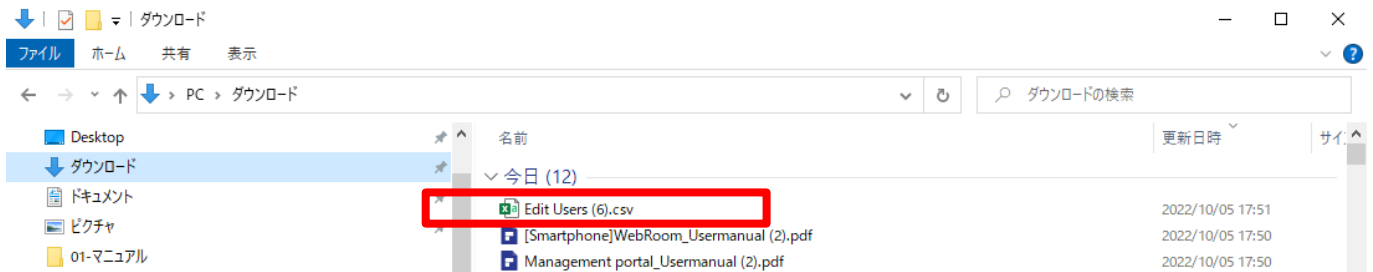 ダウンロード
ファイル ホーム 共有 表示
PC › ダウンロード ダウンロードの検索
Desktop 名前 更新日時 サイ
ダウンロード
今日 (12)
ドキュメント
Edit Users (6).csv 2022/10/05 17:51
ピクチャ
[Smartphone]WebRoom_Usermanual (2).pdf 2022/10/05 17:50
01-マニュアル
Management portal_Usermanual (2).pdf 2022/10/05 17:50